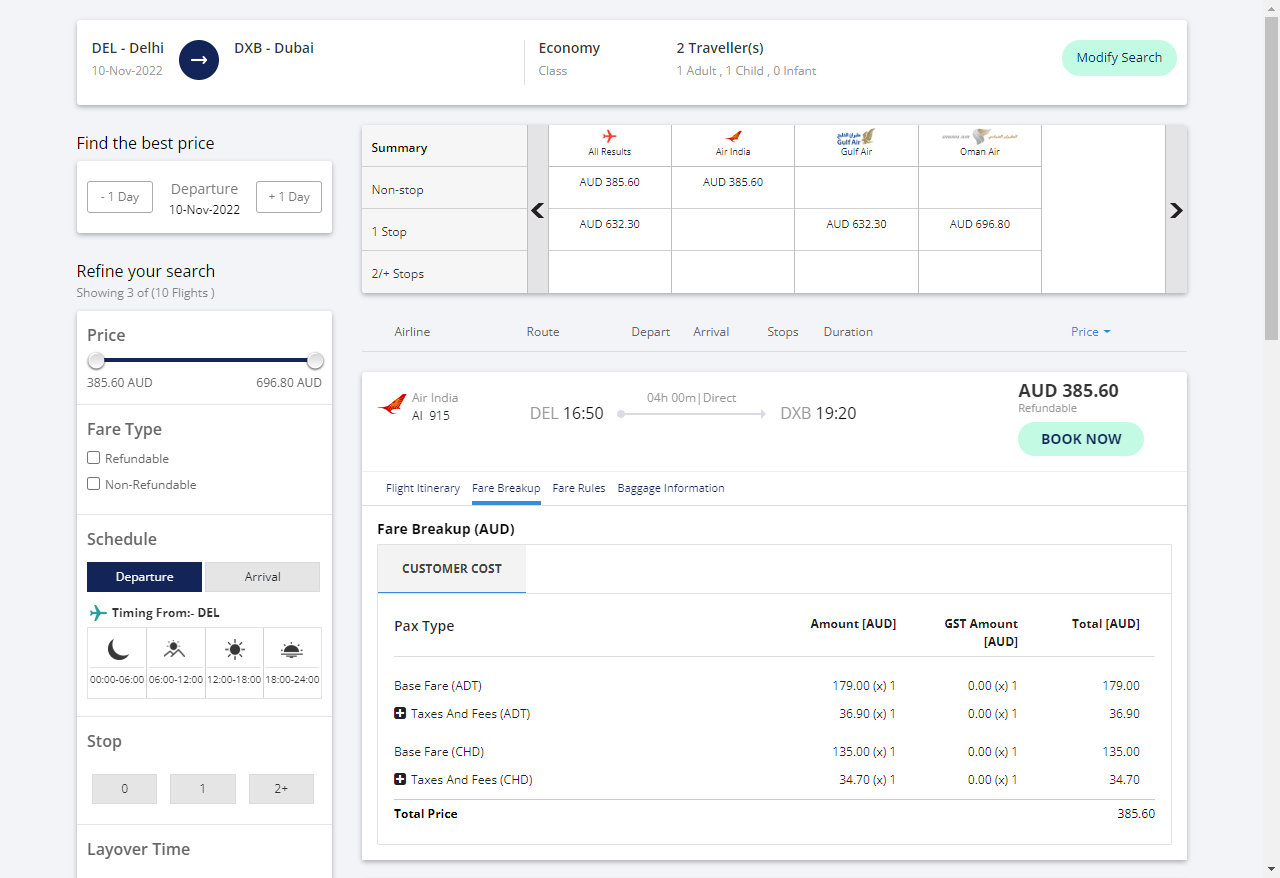 DEL - Delhi
10-Nov-2022
DXB - Dubai
Economy
Class
2 Traveller(s)
1 Adult , 1 Child , 0 Infant
Modify Search
Find the best price
- 1 Day
Departure
10-Nov-2022
+ 1 Day
Refine your search
Showing 3 of (10 Flights )
Price
385.60 AUD 696.80 AUD
Fare Type
Refundable
Non-Refundable
Schedule
Departure Arrival
Timing From:- DEL
00:00-06:00 06:00-12:00 12:00-18:00 18:00-24:00
Stop
0 1 2+
Layover Time
Summary All Results Air India Gulf Air Oman Air
Non-stop AUD 385.60 AUD 385.60
1 Stop AUD 632.30 AUD 632.30 AUD 696.80
2/+ Stops
Airline Route Depart Arrival Stops Duration Price
Air India
AI 915
DEL 16:50
04h 00m|Direct
DXB 19:20
AUD 385.60
Refundable
BOOK NOW
Flight Itinerary Fare Breakup Fare Rules Baggage Information
Fare Breakup (AUD)
CUSTOMER COST
Pax Type Amount [AUD] GST Amount [AUD] Total [AUD]
Base Fare (ADT) 179.00 (x) 1 0.00 (x) 1 179.00
Taxes And Fees (ADT) 36.90 (x) 1 0.00 (x) 1 36.90
Base Fare (CHD) 135.00 (x) 1 0.00 (x) 1 135.00
Taxes And Fees (CHD) 34.70 (x) 1 0.00 (x) 1 34.70
Total Price 385.60